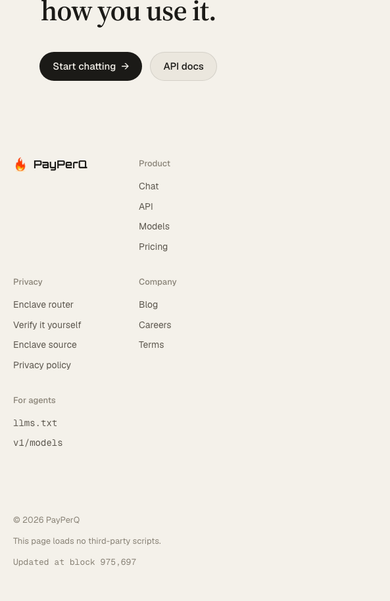 how you use it.
Start chatting →
API docs
PayPerQ
Product
Chat
API
Models
Pricing
Privacy
Enclave router
Verify it yourself
Enclave source
Privacy policy
Company
Blog
Careers
Terms
For agents
llms.txt
v1/models
© 2026 PayPerQ
This page loads no third-party scripts.
Updated at block 975,697